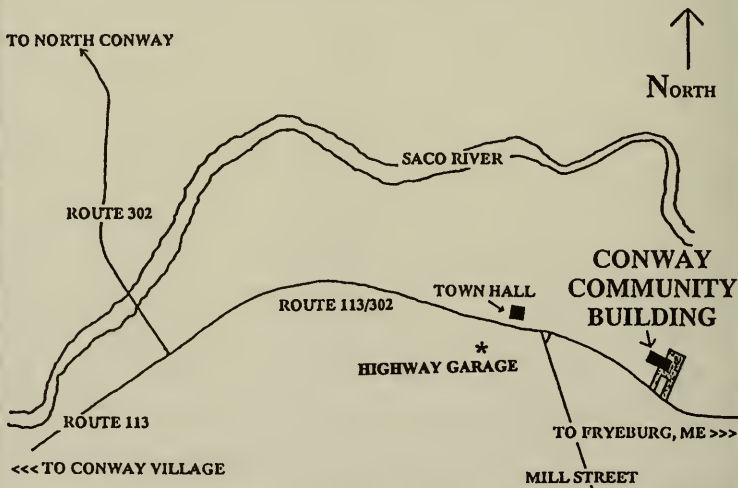 TO NORTH CONWAY
NORTH
SACO RIVER
ROUTE 302
CONWAY
COMMUNITY
BUILDING
TOWN HALL
ROUTE 113/302
*
HIGHWAY GARAGE
ROUTE 113
TO FRYEBURG, ME >>>
<<< TO CONWAY VILLAGE
MILL STREET